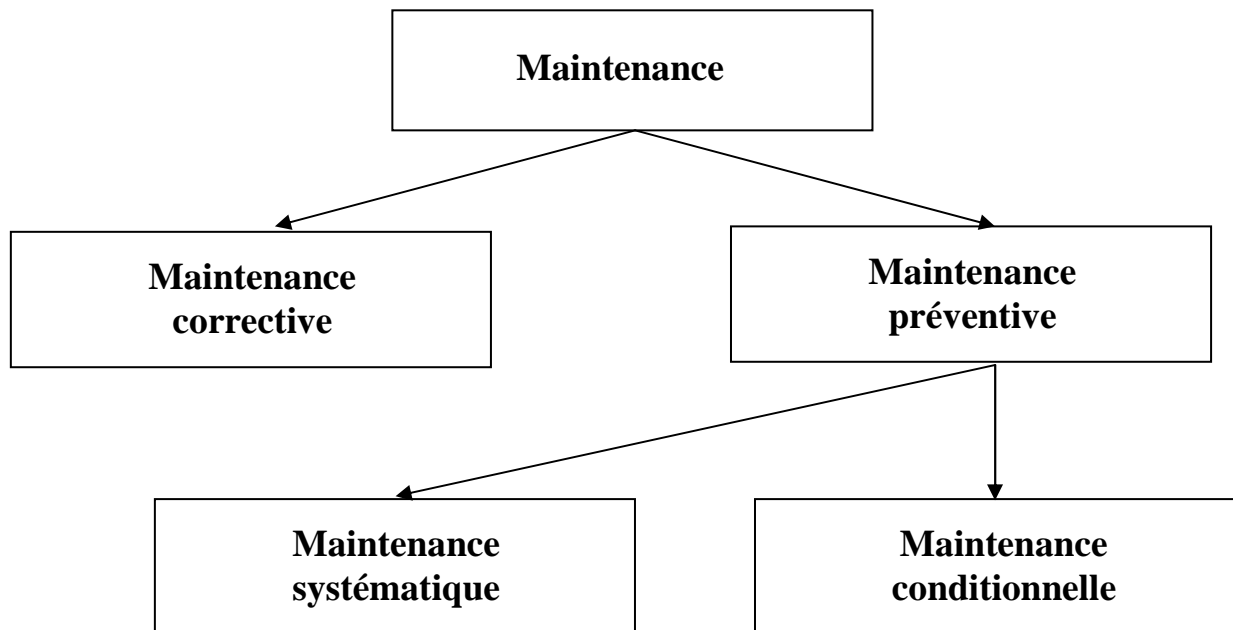 Maintenance
Maintenance
corrective
Maintenance
préventive
Maintenance
systématique
Maintenance
conditionnelle